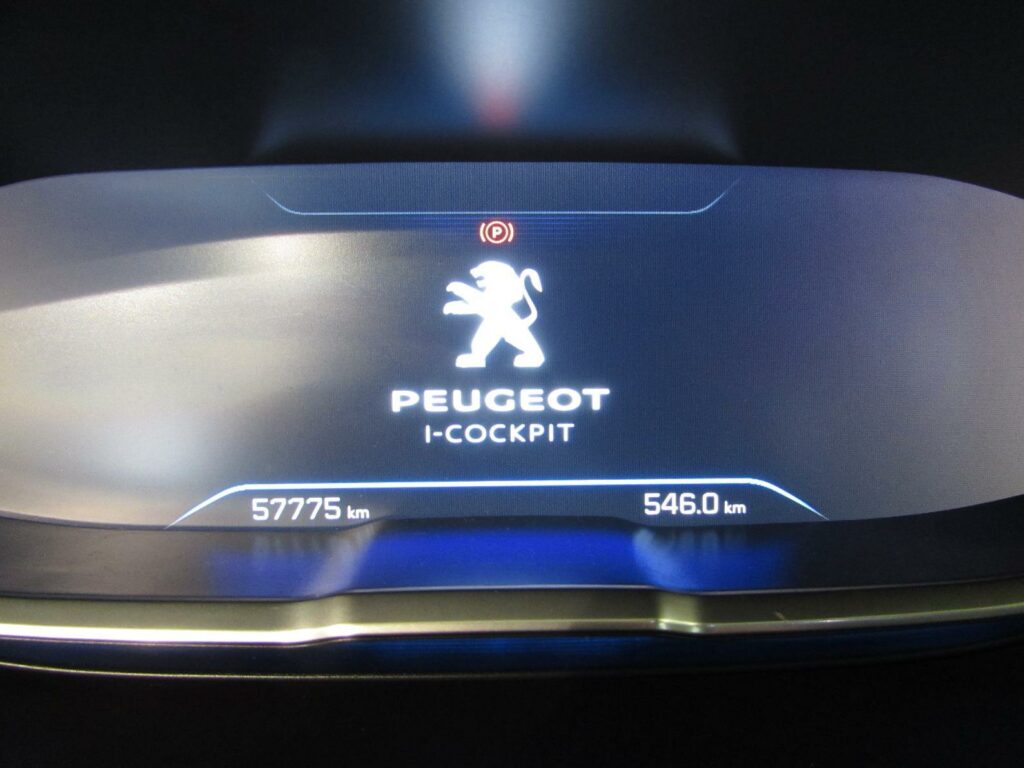 (P)
PEUGEOT
I-COCKPIT
57775 km
546.0 km